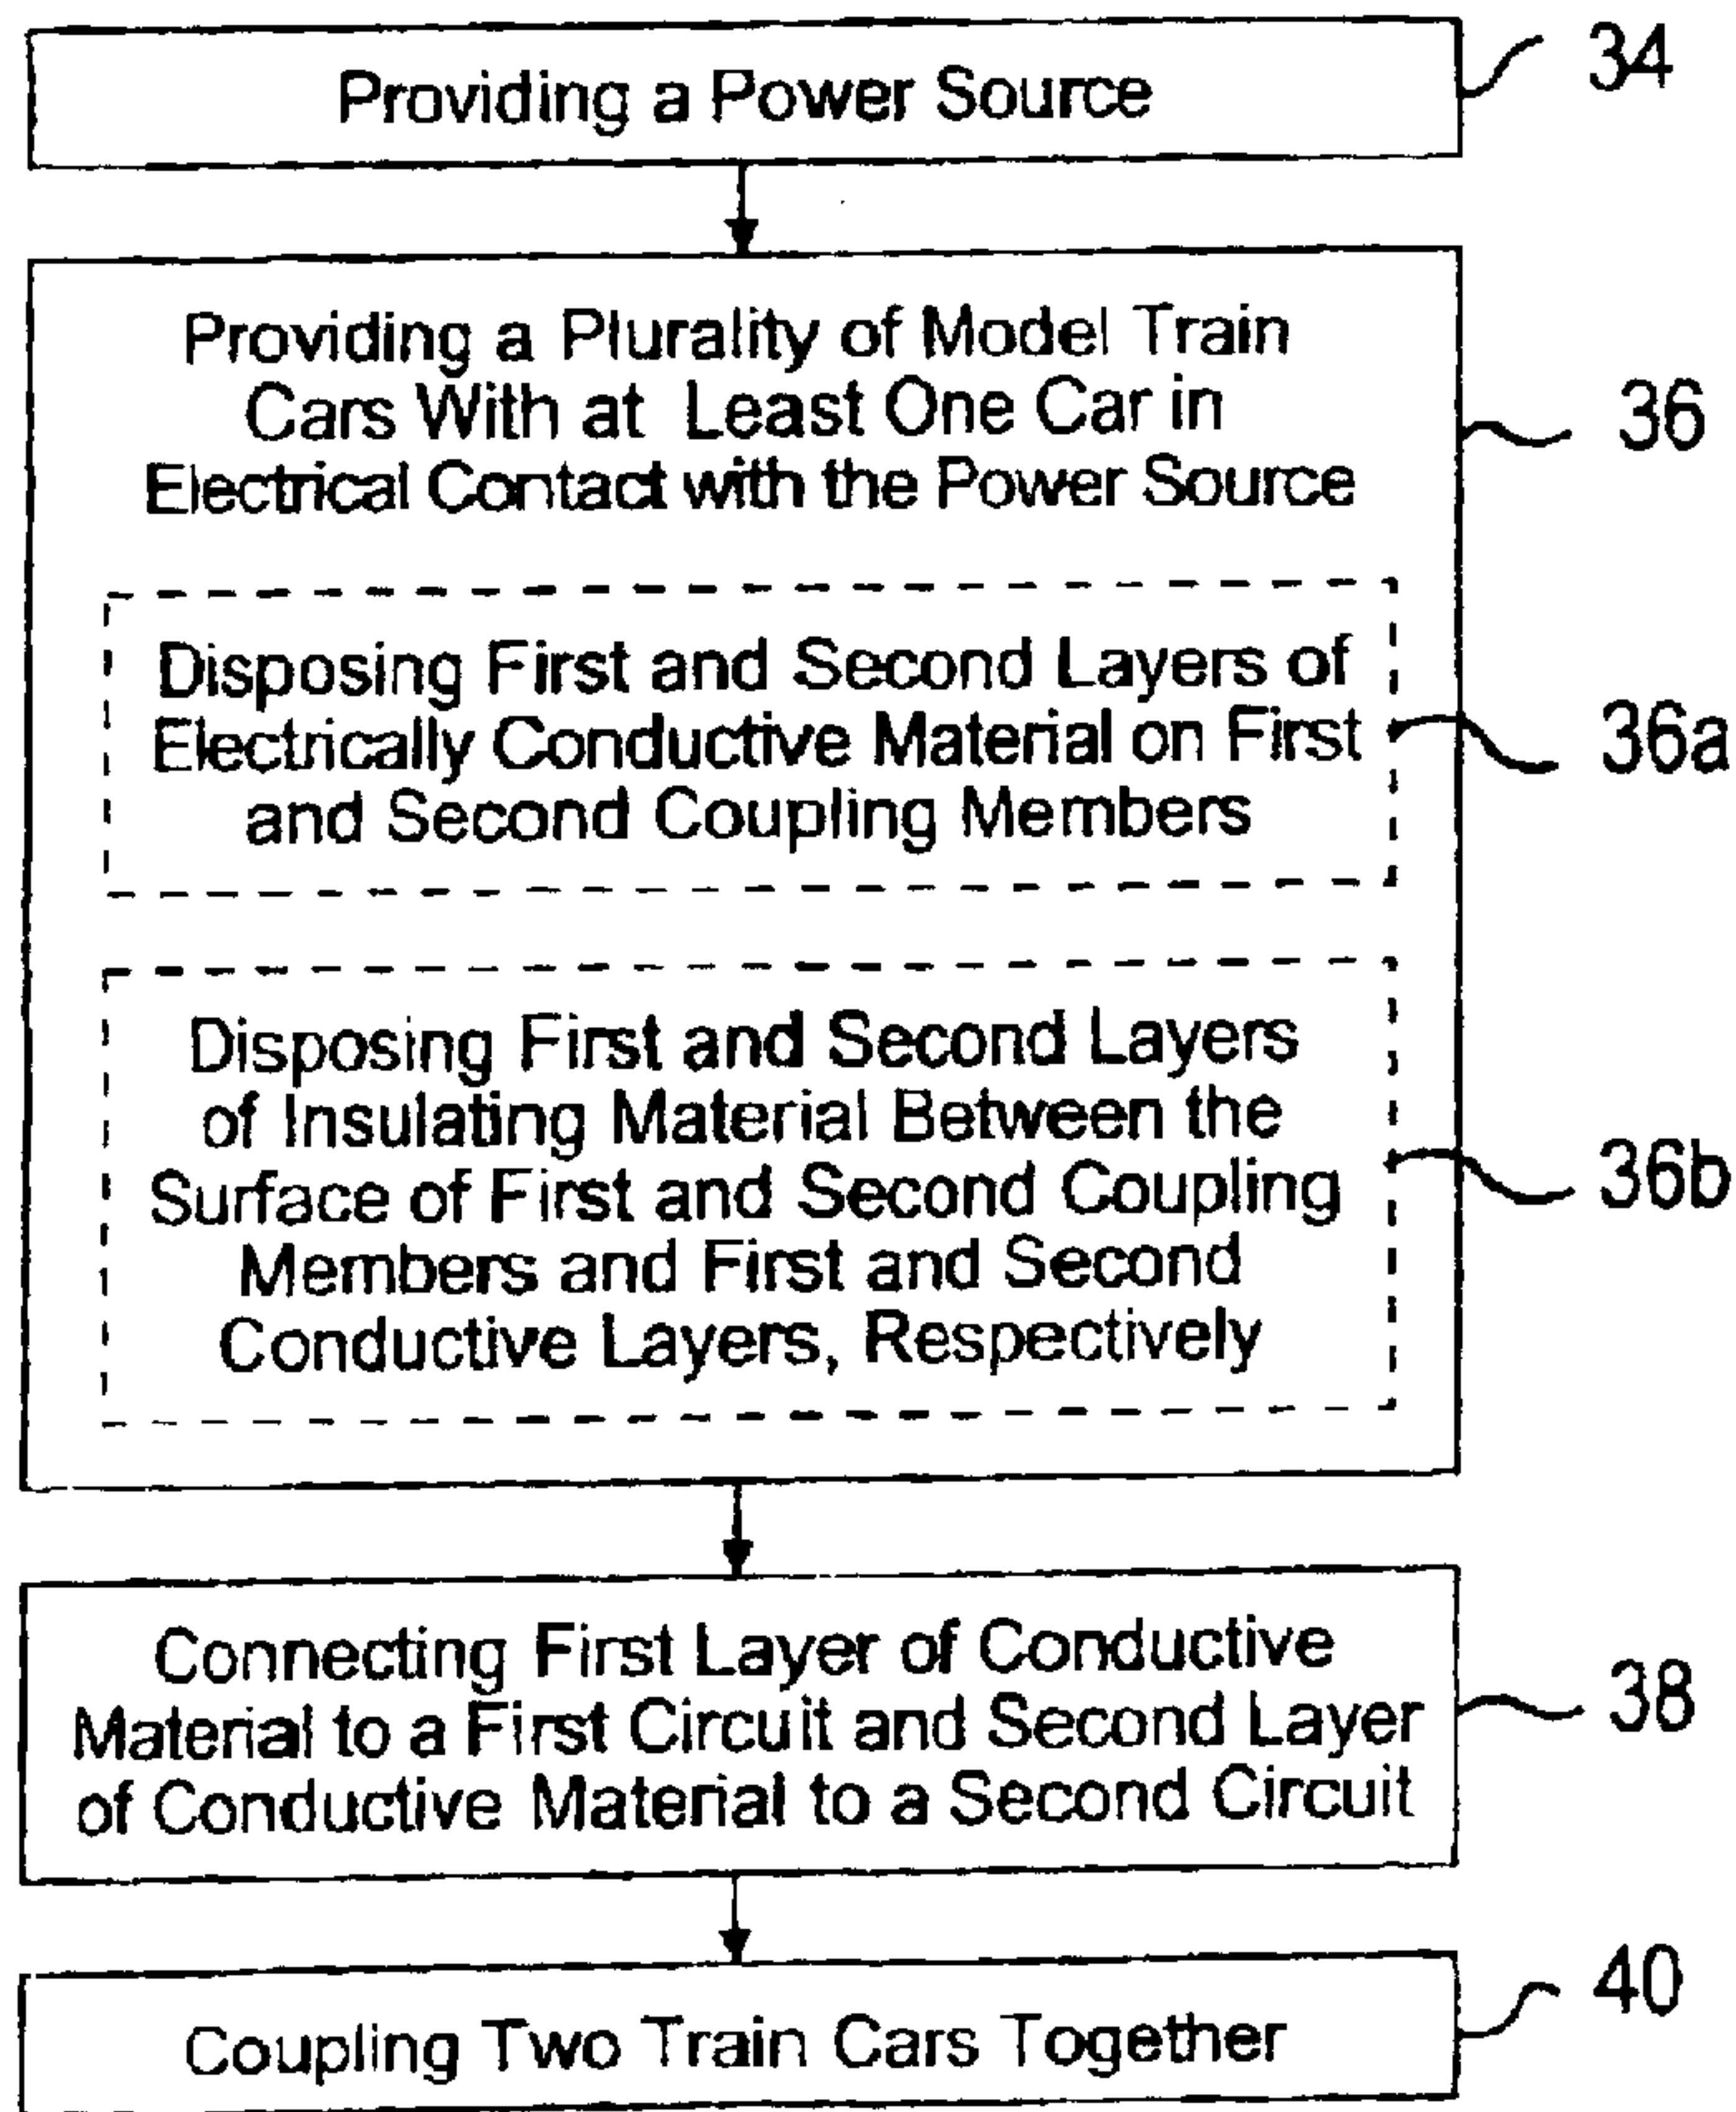 Providing a Power Source
34
Providing a Plurality of Model Train
Cars With at Least One Car in
Electrical Contact with the Power Source
36
Disposing First and Second Layers of
Electrically Conductive Material on First
and Second Coupling Members
36a
Disposing First and Second Layers
of Insulating Material Between the
Surface of First and Second Coupling
Members and First and Second
Conductive Layers, Respectively
36b
Connecting First Layer of Conductive
Material to a First Circuit and Second Layer
of Conductive Material to a Second Circuit
38
Coupling Two Train Cars Together
40